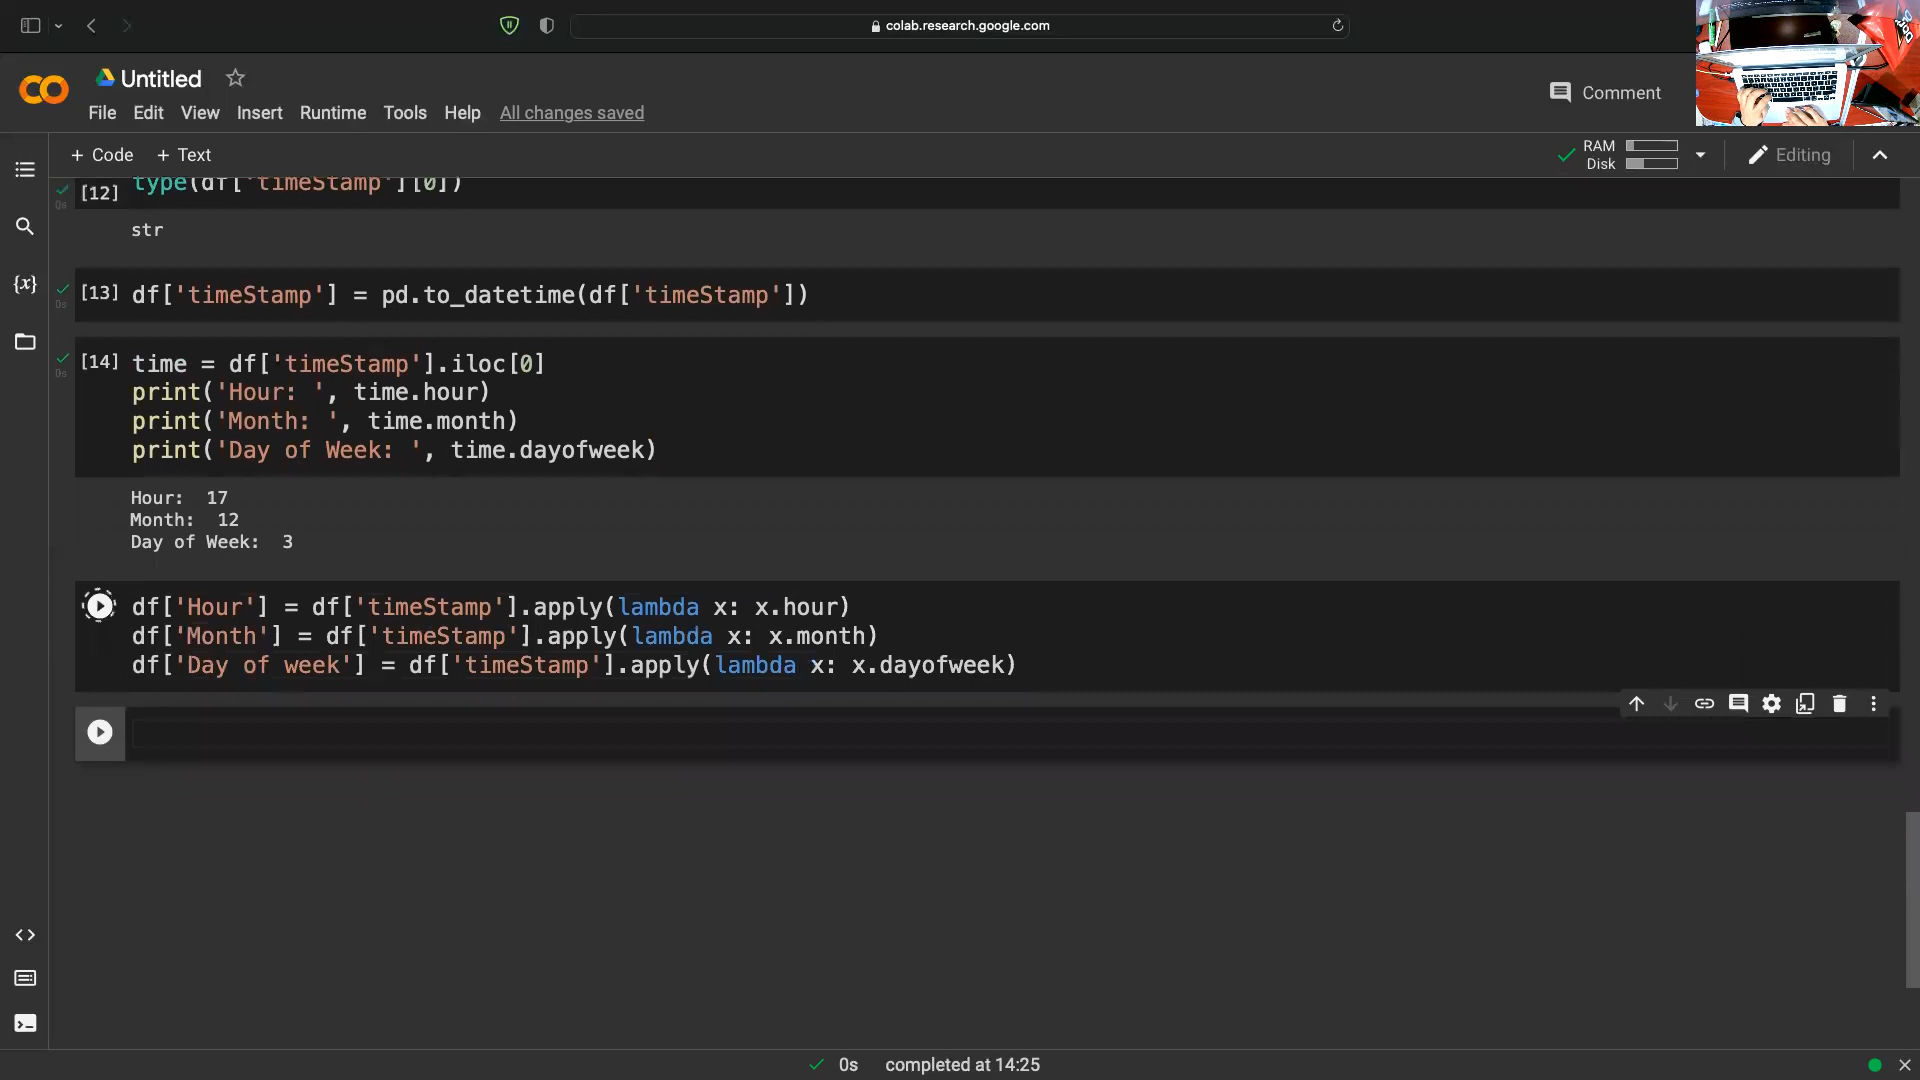 colab.research.google.com
Untitled
File Edit View Insert Runtime Tools Help All changes saved
Comment
+ Code + Text
RAM
Disk
Editing
[12] type(df['timeStamp'][0])
0s
str
[13] df['timeStamp'] = pd.to_datetime(df['timeStamp'])
0s
[14] time = df['timeStamp'].iloc[0]
0s
print('Hour: ', time.hour)
print('Month: ', time.month)
print('Day of Week: ', time.dayofweek)
Hour:  17
Month:  12
Day of Week:  3
df['Hour'] = df['timeStamp'].apply(lambda x: x.hour)
df['Month'] = df['timeStamp'].apply(lambda x: x.month)
df['Day of week'] = df['timeStamp'].apply(lambda x: x.dayofweek)
0s completed at 14:25